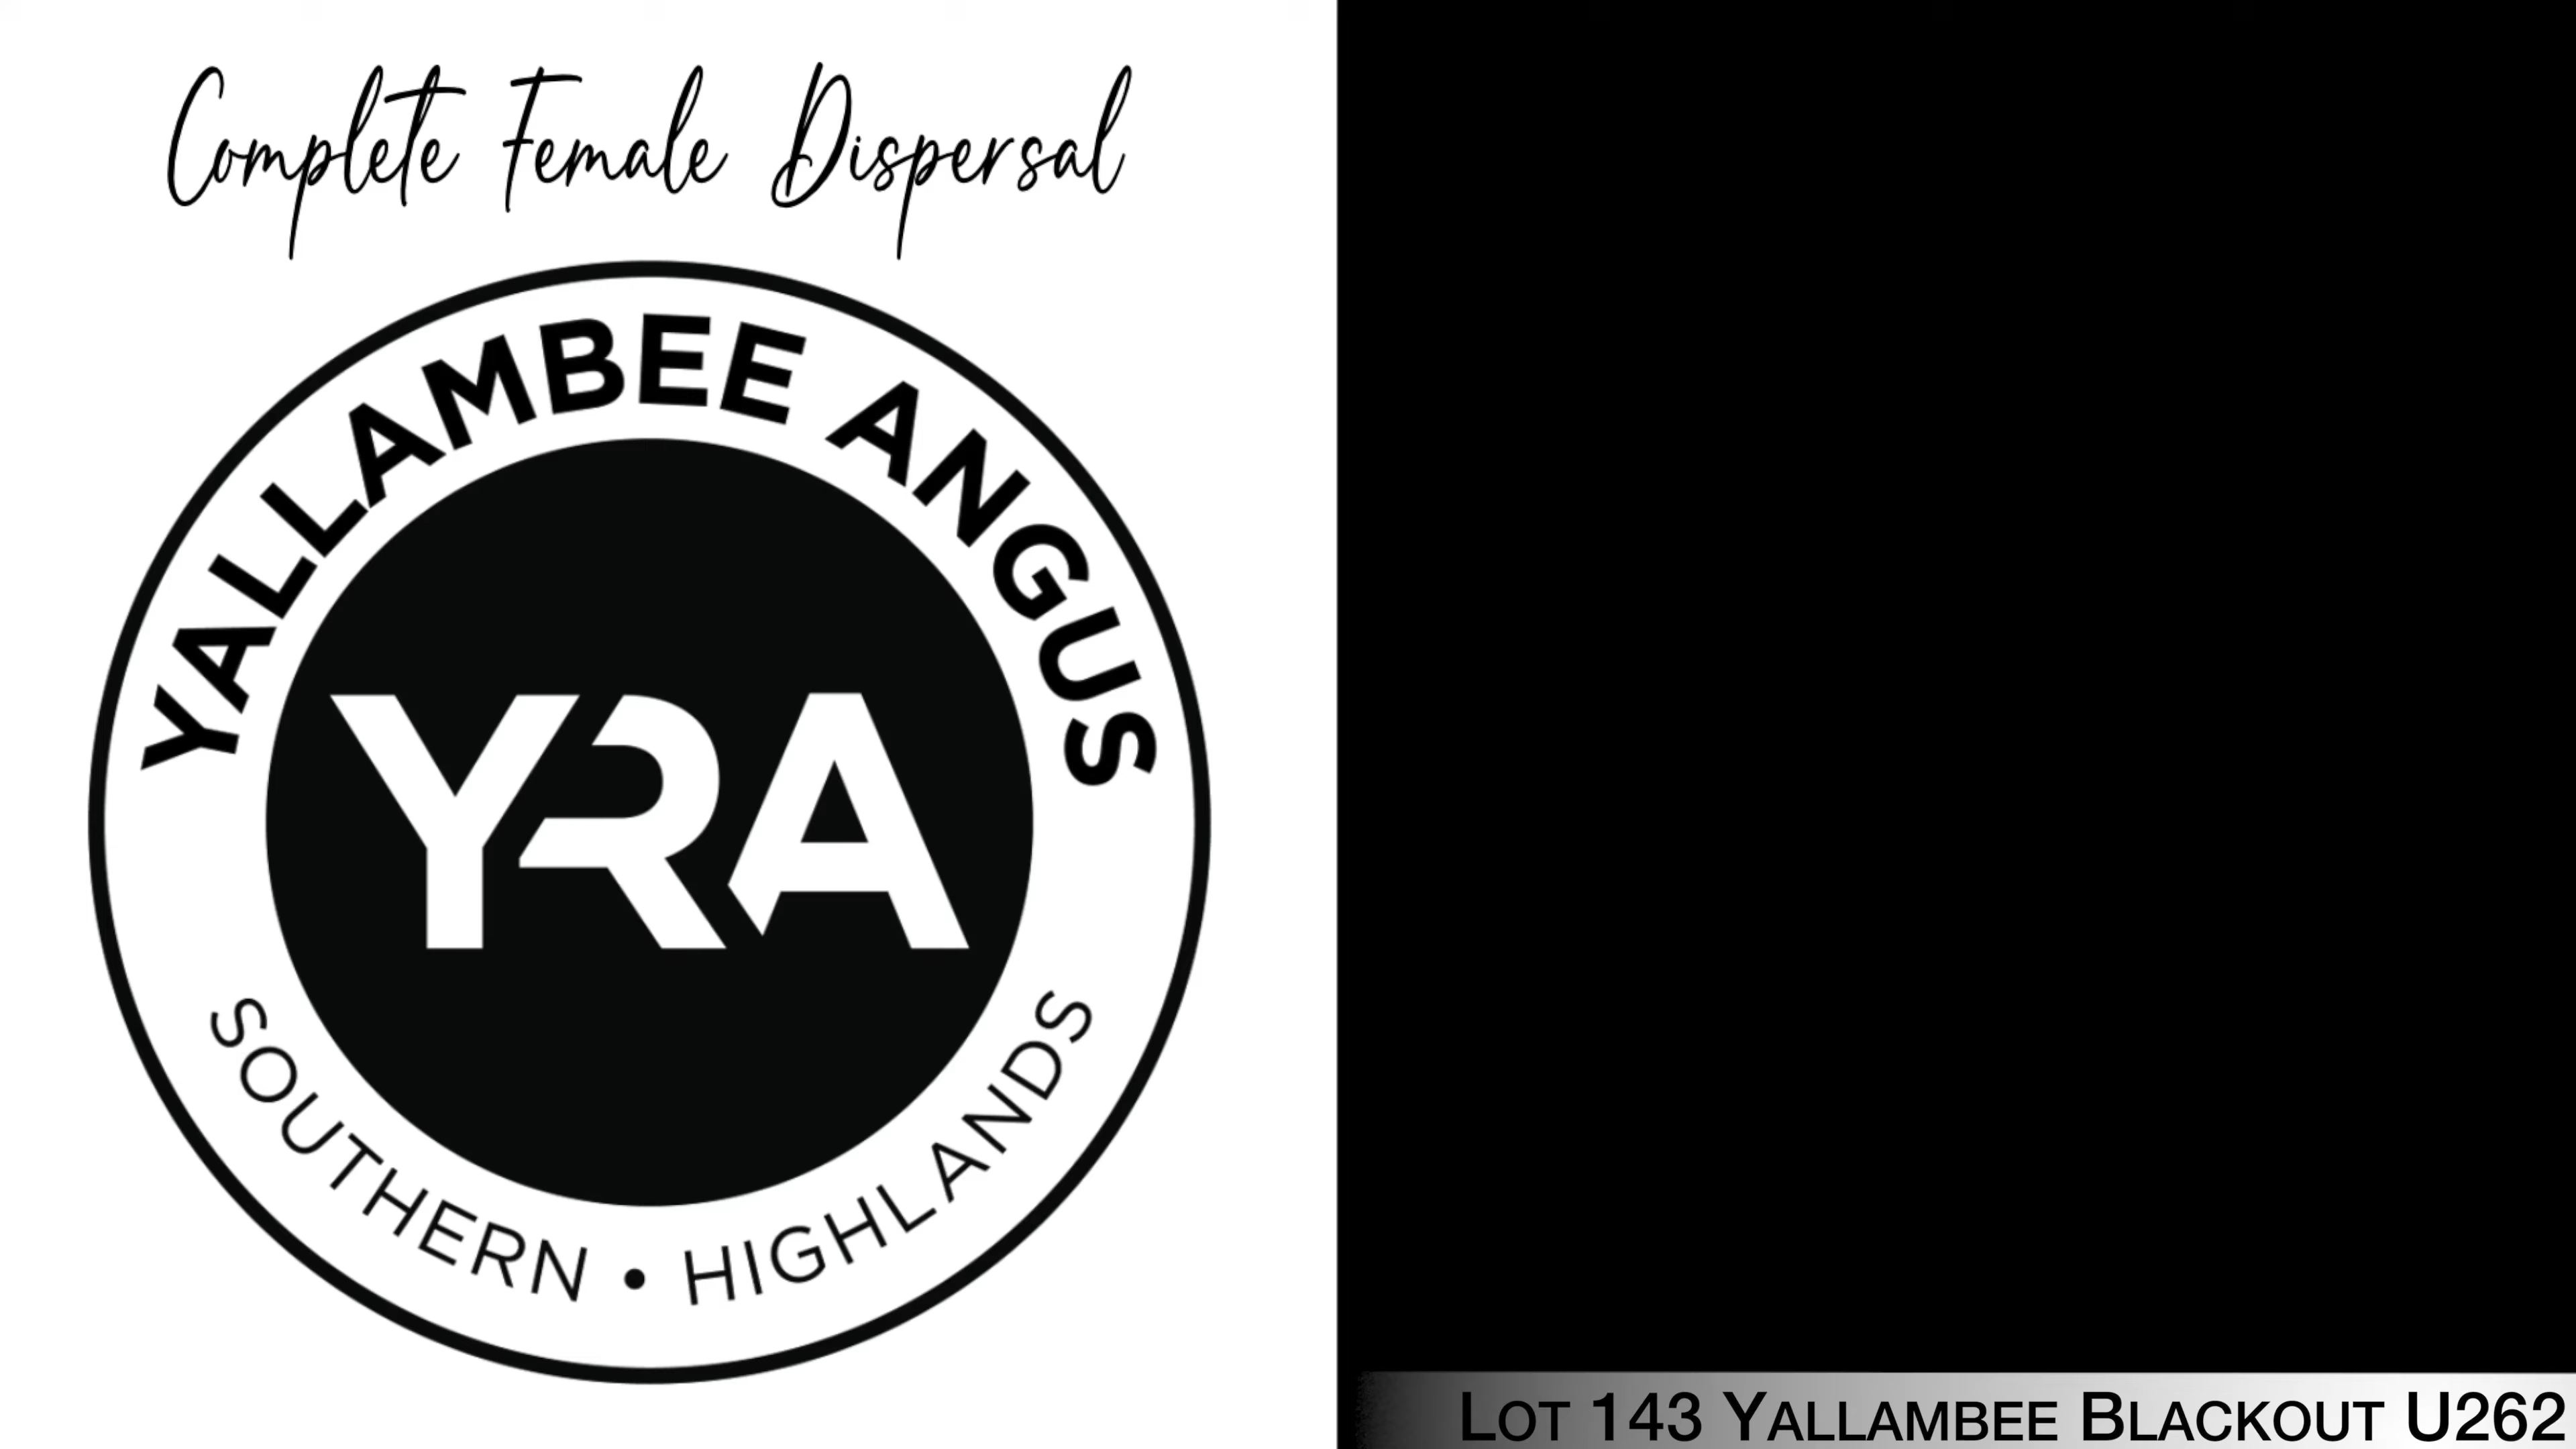 Complete Female Dispersal
YALLAMBEE ANGUS
YRA
SOUTHERN • HIGHLANDS
LOT 143 YALLAMBEE BLACKOUT U262